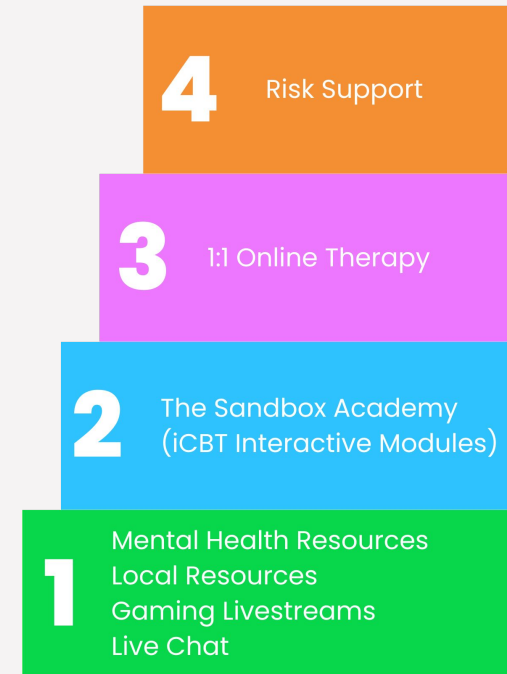 4
Risk Support
3
1:1 Online Therapy
2
The Sandbox Academy
(iCBT Interactive Modules)
1
Mental Health Resources
Local Resources
Gaming Livestreams
Live Chat